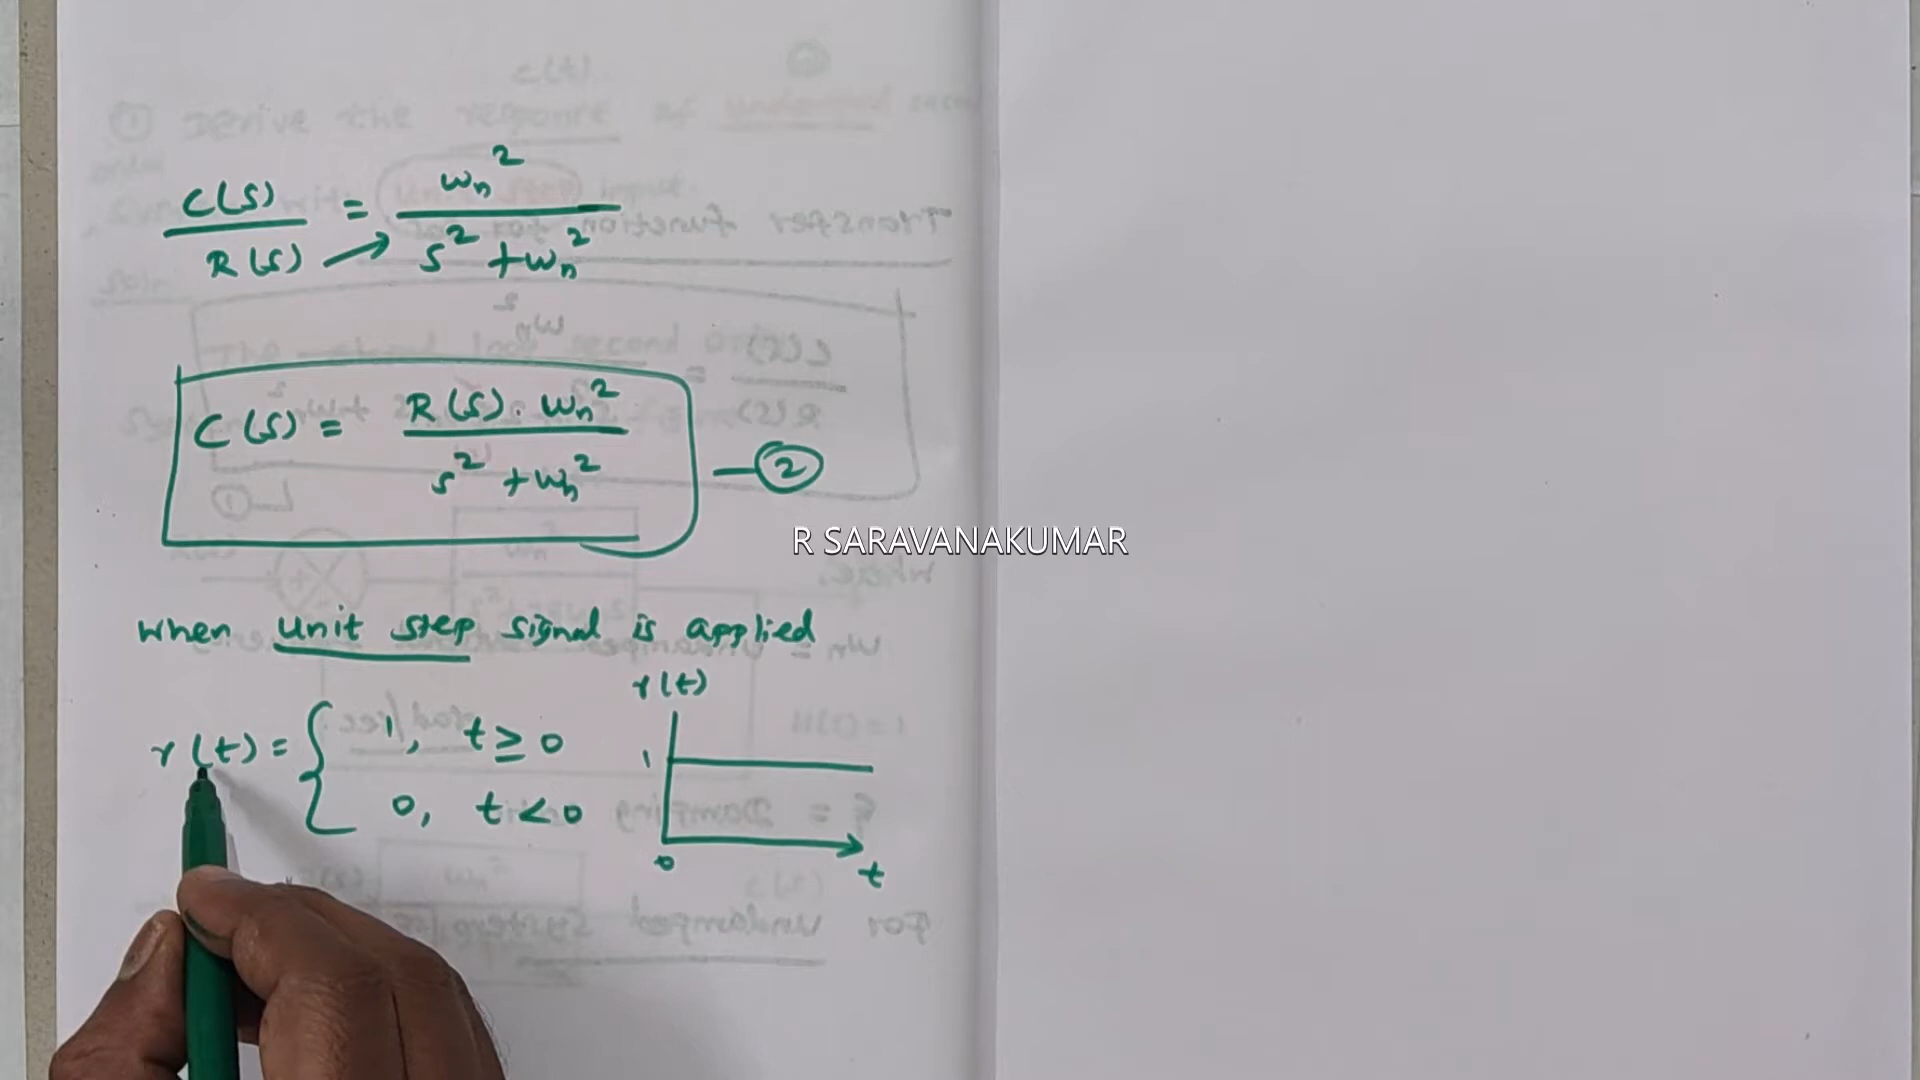 C(s) / R(s) = ωn² / s² + ωn²
C(s) = R(s) . ωn² / s² + ωn² — ②
R SARAVANAKUMAR
When unit step signal is applied
r(t) = { 1, t ≥ 0
0, t < 0
r(t)
1
0
t